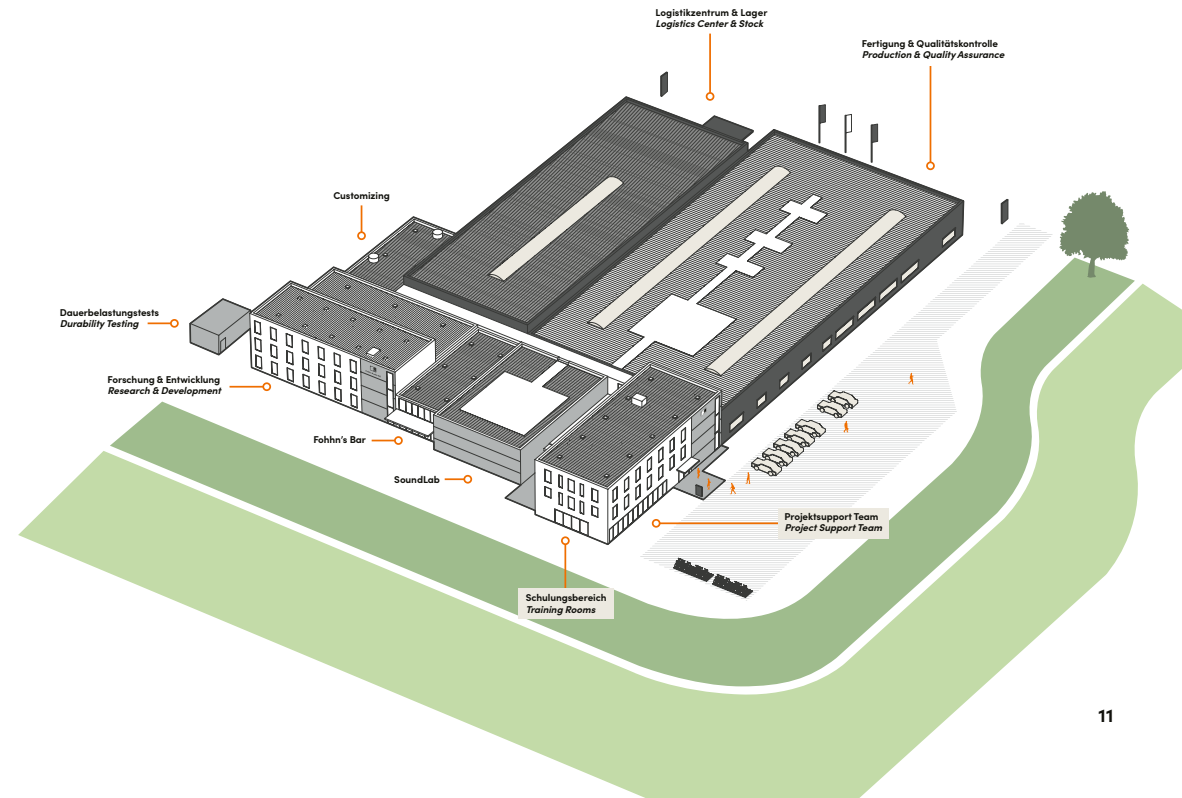 Logistikzentrum & Lager
Logistics Center & Stock
Fertigung & Qualitätskontrolle
Production & Quality Assurance
Customizing
Dauerbelastungstests
Durability Testing
Forschung & Entwicklung
Research & Development
Fohhn's Bar
SoundLab
Projektsupport Team
Project Support Team
Schulungsbereich
Training Rooms
11